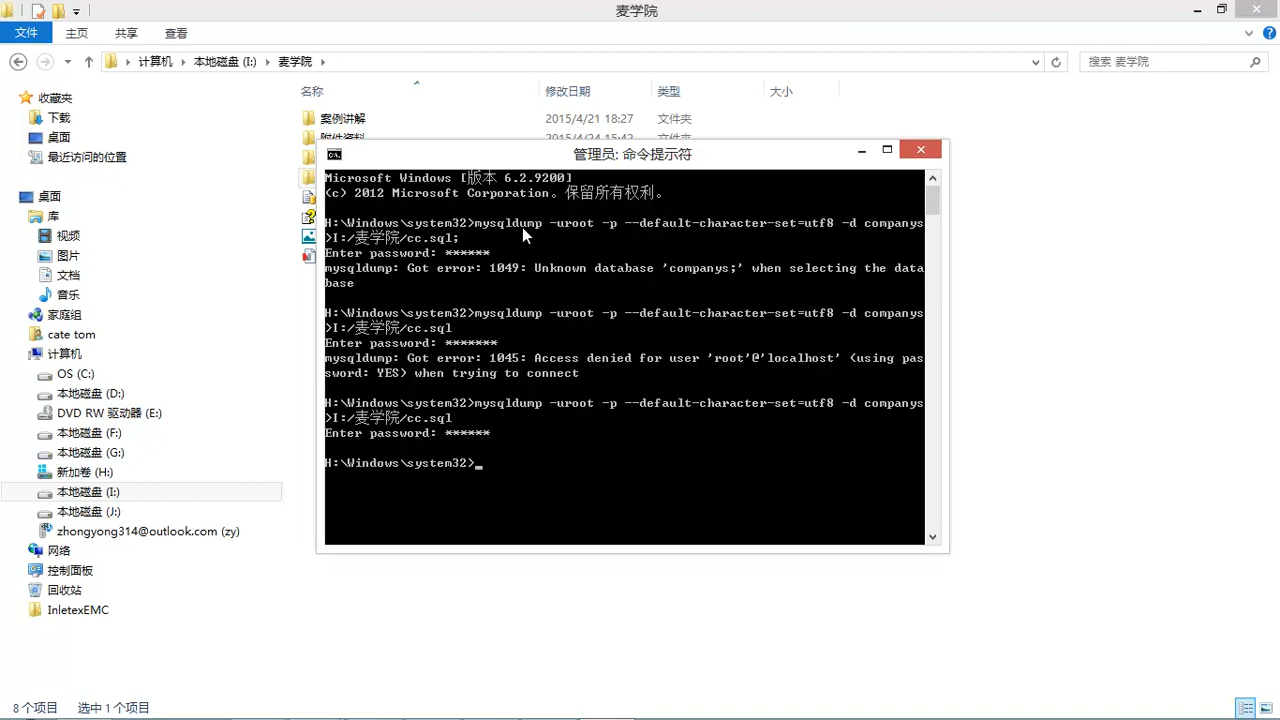 麦学院
文件 主页 共享 查看
计算机 本地磁盘 (I:) 麦学院 搜索 麦学院
名称 修改日期 类型 大小
收藏夹
下载
桌面
最近访问的位置
桌面
库
视频
图片
文档
音乐
家庭组
cate tom
计算机
OS (C:)
本地磁盘 (D:)
DVD RW 驱动器 (E:)
本地磁盘 (F:)
本地磁盘 (G:)
新加卷 (H:)
本地磁盘 (I:)
本地磁盘 (J:)
zhongyong314@outlook.com (zy)
网络
控制面板
回收站
InletexEMC
案例讲解 2015/4/21 18:27 文件夹
附件资料 2015/4/24 15:42 文件夹
管理员: 命令提示符
Microsoft Windows [版本 6.2.9200]
(c) 2012 Microsoft Corporation。保留所有权利。
H:\Windows\system32>mysqldump -uroot -p --default-character-set=utf8 -d companys
>I:/麦学院/cc.sql;
Enter password: ******
mysqldump: Got error: 1049: Unknown database 'companys;' when selecting the data
base
H:\Windows\system32>mysqldump -uroot -p --default-character-set=utf8 -d companys
>I:/麦学院/cc.sql
Enter password: *******
mysqldump: Got error: 1045: Access denied for user 'root'@'localhost' (using pas
sword: YES) when trying to connect
H:\Windows\system32>mysqldump -uroot -p --default-character-set=utf8 -d companys
>I:/麦学院/cc.sql
Enter password: ******
H:\Windows\system32>_
8 个项目 选中 1 个项目